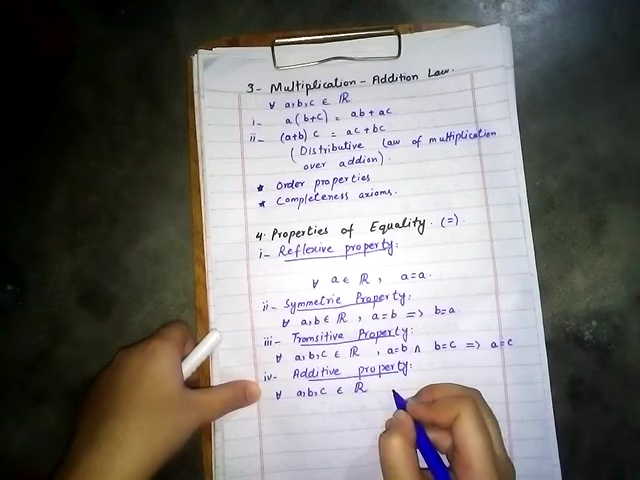 3- Multiplication - Addition Law.
∀ a,b,c ∈ ℝ
i- a(b+c) = ab + ac
ii- (a+b) c = ac + bc
(Distributive law of multiplication
over addion).
* Order properties
* Completeness axioms.
4. Properties of Equality. (=).
i- Reflexive property:
∀ a ∈ ℝ , a=a.
ii- Symmetric Property:
∀ a,b ∈ ℝ , a=b => b=a.
iii- Transitive Property:
∀ a,b,c ∈ ℝ , a=b ∧ b=c => a=c
iv- Additive property:
∀ a,b,c ∈ ℝ